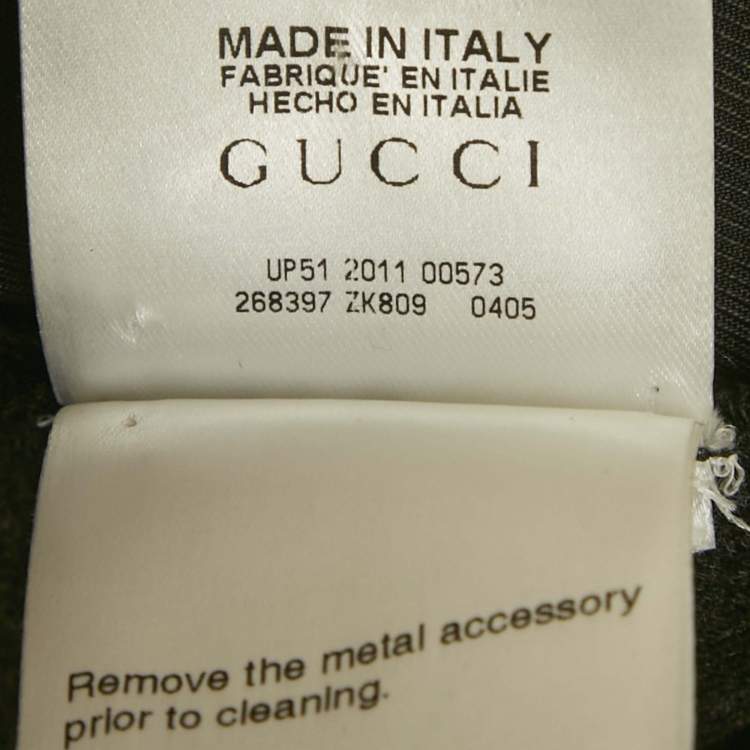 MADE IN ITALY
FABRIQUE' EN ITALIE
HECHO EN ITALIA
GUCCI
UP51 2011 00573
268397 ZK809 0405
Remove the metal accessory
prior to cleaning.